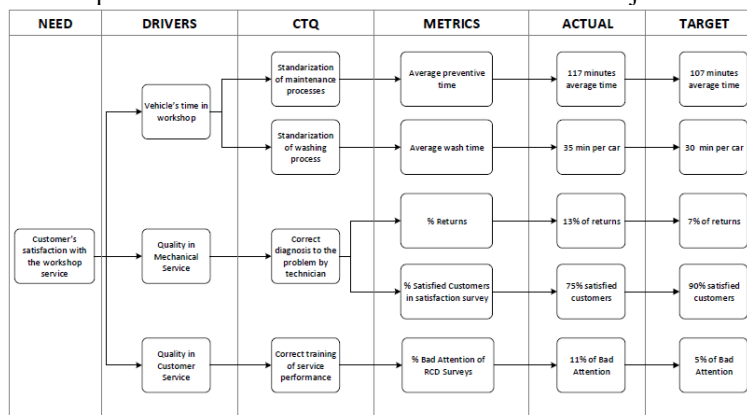 NEED DRIVERS CTQ METRICS ACTUAL TARGET
Standarization
of maintenance
processes
Average preventive
time
117 minutes
average time
107 minutes
average time
Vehicle's time in
workshop
Standarization
of washing
process
Average wash time
35 min per car
30 min per car
Customer's
satisfaction with
the workshop
service
Quality in
Mechanical
Service
Correct
diagnosis to the
problem by
technician
% Returns
13% of returns
7% of returns
% Satisfied Customers
in satisfaction survey
75% satisfied
customers
90% satisfied
customers
Quality in
Customer
Service
Correct training
of service
performance
% Bad Attention of
RCD Surveys
11% of Bad
Attention
5% of Bad
Attention